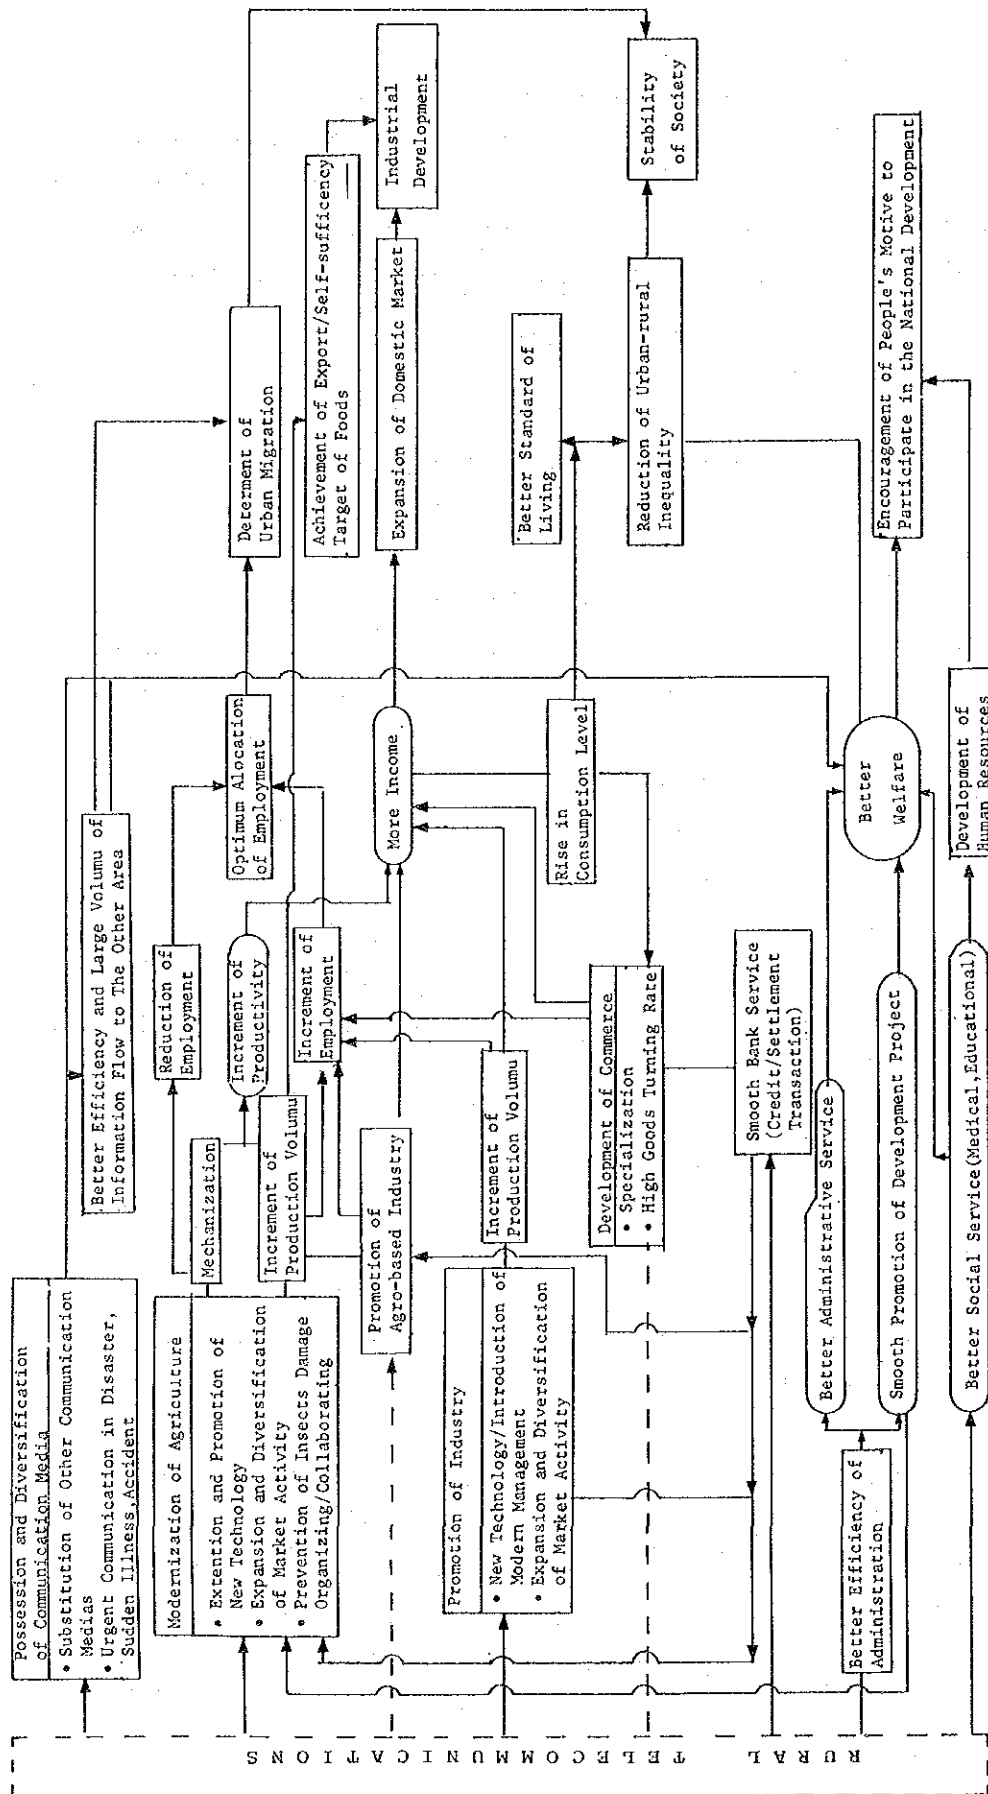 Possession and Diversification
of Communication Media
• Substitution of Other Communication
Medias
• Urgent Communication in Disaster,
Sudden Illness,Accident
Better Efficiency and Large Volumu of
Information Flow to The Other Area
Modernization of Agriculture
• Extention and Promotion of
New Technology
• Expansion and Diversification
of Market Activity
• Prevention of Insects Damage
Organizing/Collaborating
Mechanization
Reduction of
Employment
Increment of
Productivity
Increment of
Production Volumu
Increment of
Employment
Optimum Alocation
of Employment
Determent of
Urban Migration
Achievement of Export/Self-sufficency
Target of Foods
Industrial
Development
Promotion of
Agro-based Industry
More Income
Expansion of Domestic Market
Promotion of Industry
• New Technology/Introduction of
Modern Management
• Expansion and Diversification
of Market Activity
Increment of
Production Volumu
Rise in
Consumption Level
Better Standard of
Living
Development of Commerce
• Specialization
• High Goods Turning Rate
Reduction of Urban-rural
Inequality
Stability
of Society
Smooth Bank Service
(Credit/Settlement
Transaction)
Better Efficiency of
Administration
Better Administrative Service
Smooth Promotion of Development Project
Better
Welfare
Encouragement of People's Motive to
Participate in the National Development
Better Social Service(Medical,Educational)
Development of
Human Resources
RURAL TELECOMMUNICATIONS